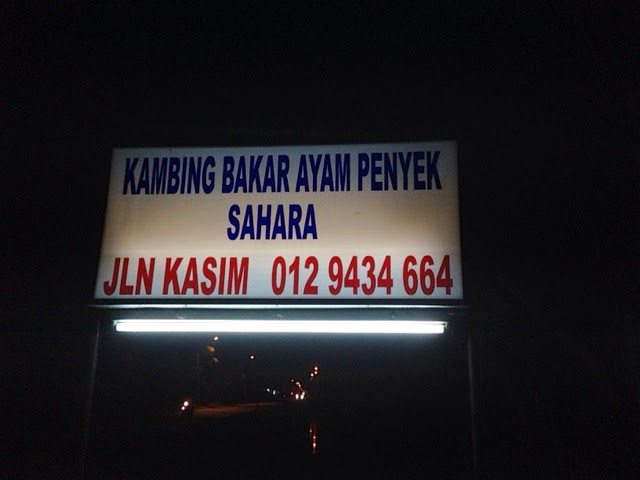 KAMBING BAKAR AYAM PENYEK
SAHARA
JLN KASIM 012 9434 664